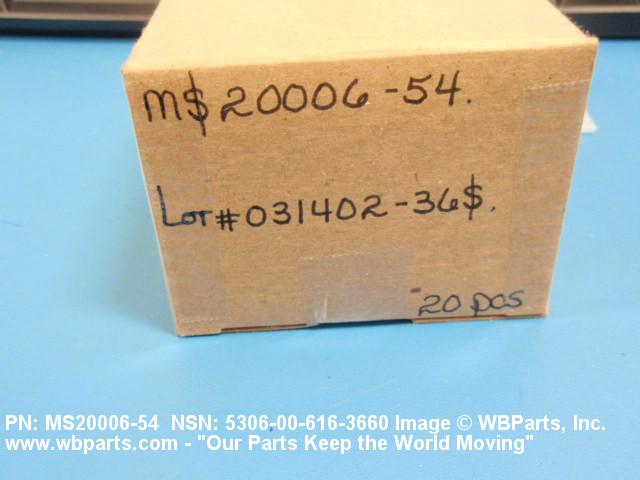 M$20006-54.
LOT#031402-36$.
20 pcs
PN: MS20006-54 NSN: 5306-00-616-3660 Image © WBParts, Inc.
www.wbparts.com - "Our Parts Keep the World Moving"